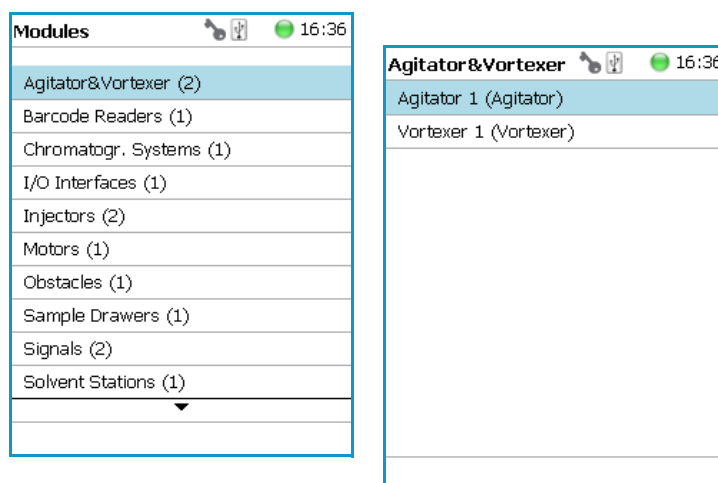 Modules 16:36
Agitator&Vortexer (2)
Barcode Readers (1)
Chromatogr. Systems (1)
I/O Interfaces (1)
Injectors (2)
Motors (1)
Obstacles (1)
Sample Drawers (1)
Signals (2)
Solvent Stations (1)
Agitator&Vortexer 16:36
Agitator 1 (Agitator)
Vortexer 1 (Vortexer)